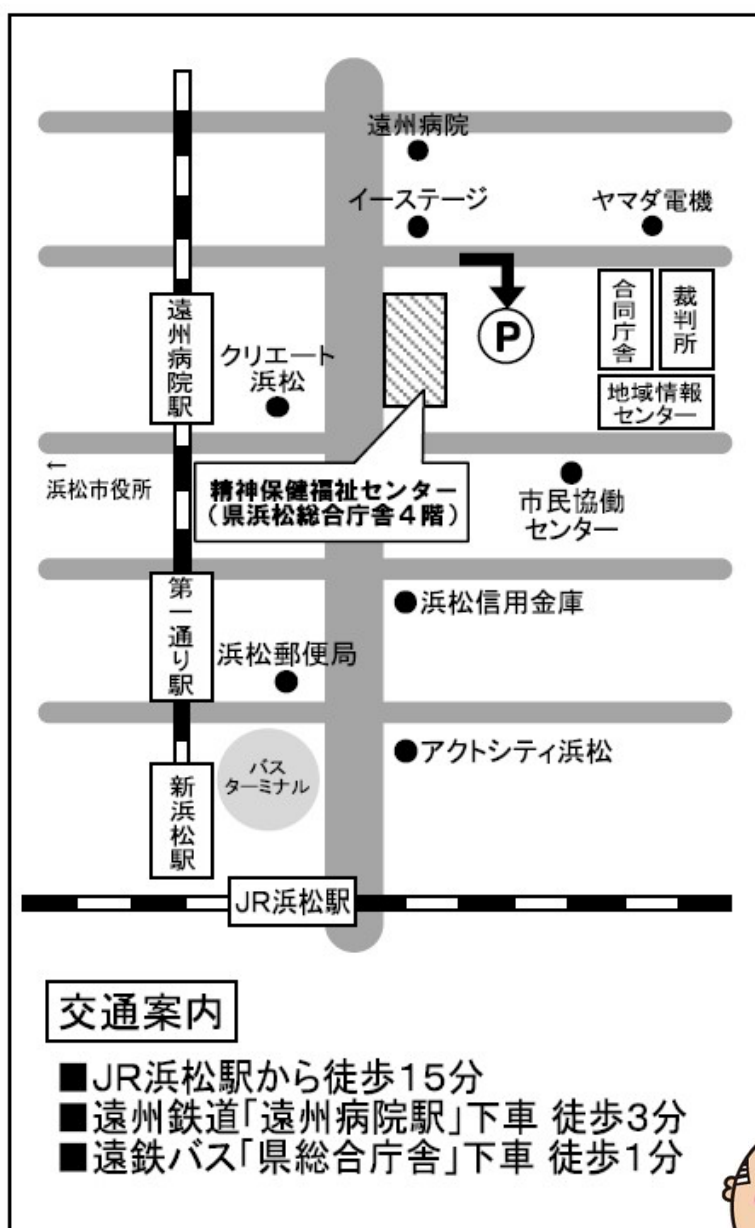 遠州病院
イーステージ
ヤマダ電機
P
合同庁舎
裁判所
遠州病院駅
クリエート
浜松
地域情報
センター
←
浜松市役所
精神保健福祉センター
(県浜松総合庁舎4階)
市民協働
センター
第一通り駅
浜松信用金庫
浜松郵便局
アクトシティ浜松
バス
ターミナル
新浜松駅
JR浜松駅
交通案内
■JR浜松駅から徒歩15分
■遠州鉄道「遠州病院駅」下車 徒歩3分
■遠鉄バス「県総合庁舎」下車 徒歩1分